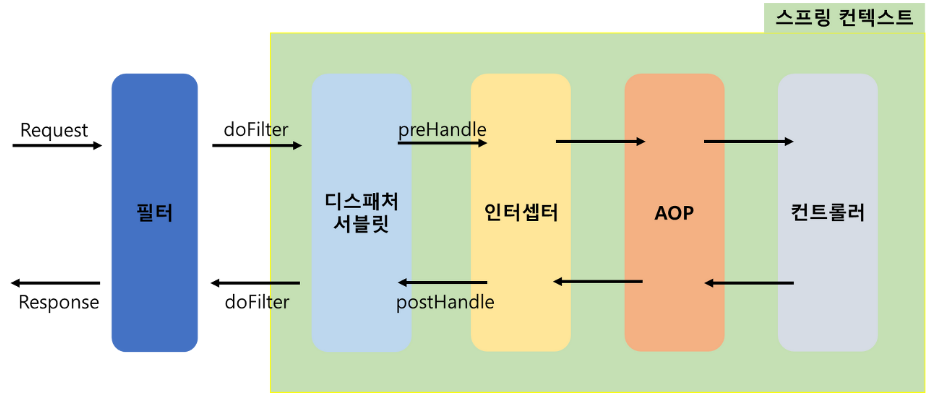 스프링 컨텍스트
Request
doFilter
preHandle
필터
디스패처
서블릿
인터셉터
AOP
컨트롤러
Response
doFilter
postHandle